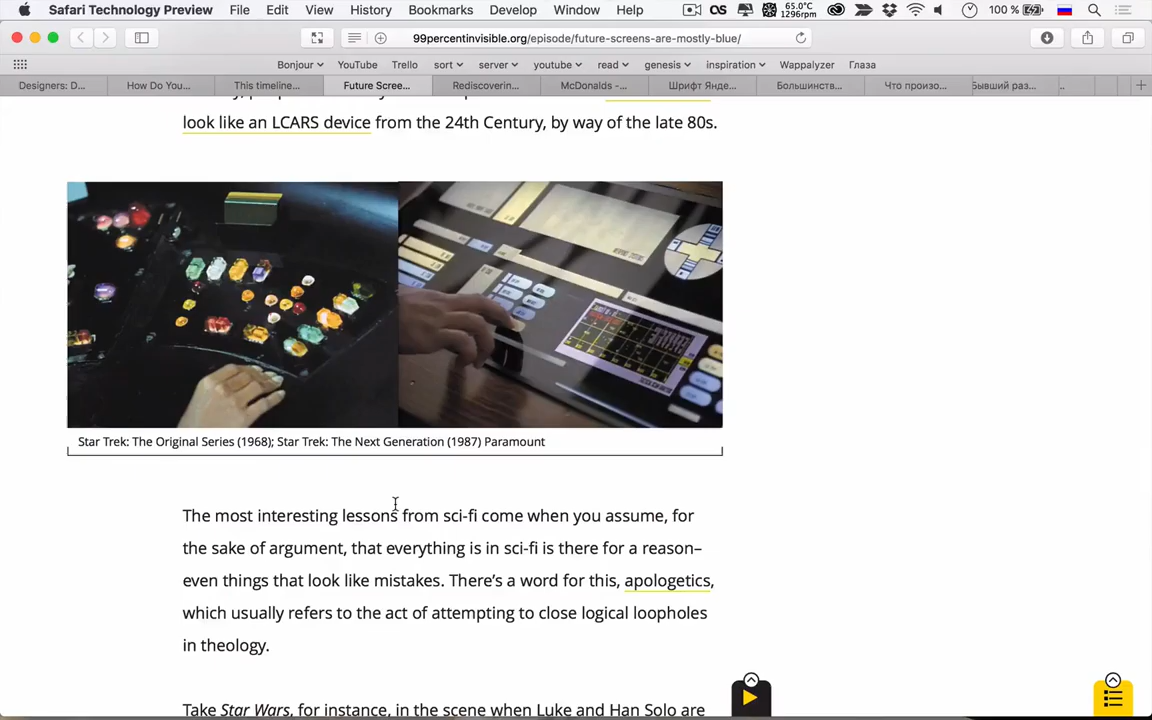 Safari Technology Preview File Edit View History Bookmarks Develop Window Help 65.0°C 1296rpm 100 %
99percentinvisible.org/episode/future-screens-are-mostly-blue/
Bonjour YouTube Trello sort server youtube read genesis inspiration Wappalyzer Глаза
Designers: D... How Do You... This timeline... Future Scree... Rediscoverin... McDonalds -... Шрифт Янде... Большинств... Что произо... Бывший раз...
look like an LCARS device from the 24th Century, by way of the late 80s.
Star Trek: The Original Series (1968); Star Trek: The Next Generation (1987) Paramount
The most interesting lessons from sci-fi come when you assume, for
the sake of argument, that everything is in sci-fi is there for a reason–
even things that look like mistakes. There's a word for this, apologetics,
which usually refers to the act of attempting to close logical loopholes
in theology.
Take Star Wars, for instance, in the scene when Luke and Han Solo are